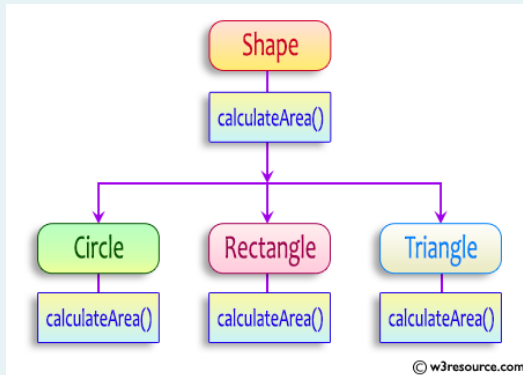 Shape
calculateArea()
Circle
Rectangle
Triangle
calculateArea()
calculateArea()
calculateArea()
© w3resource.com